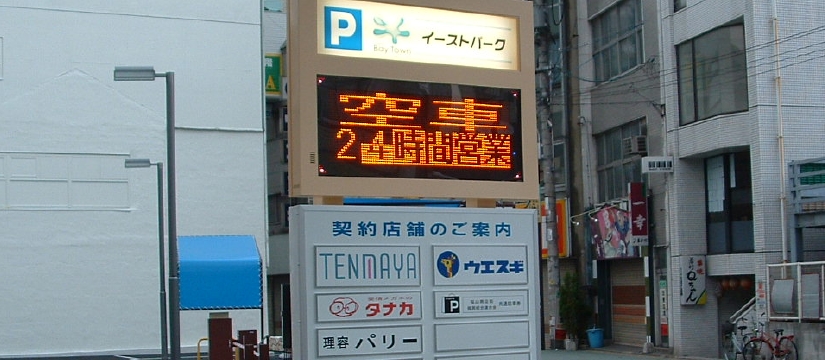 P
Bay Town
イーストパーク
空車
24時間営業
契約店舗のご案内
TENMAYA
ウエスギ
タナカ
P
理容 パリー
一幸